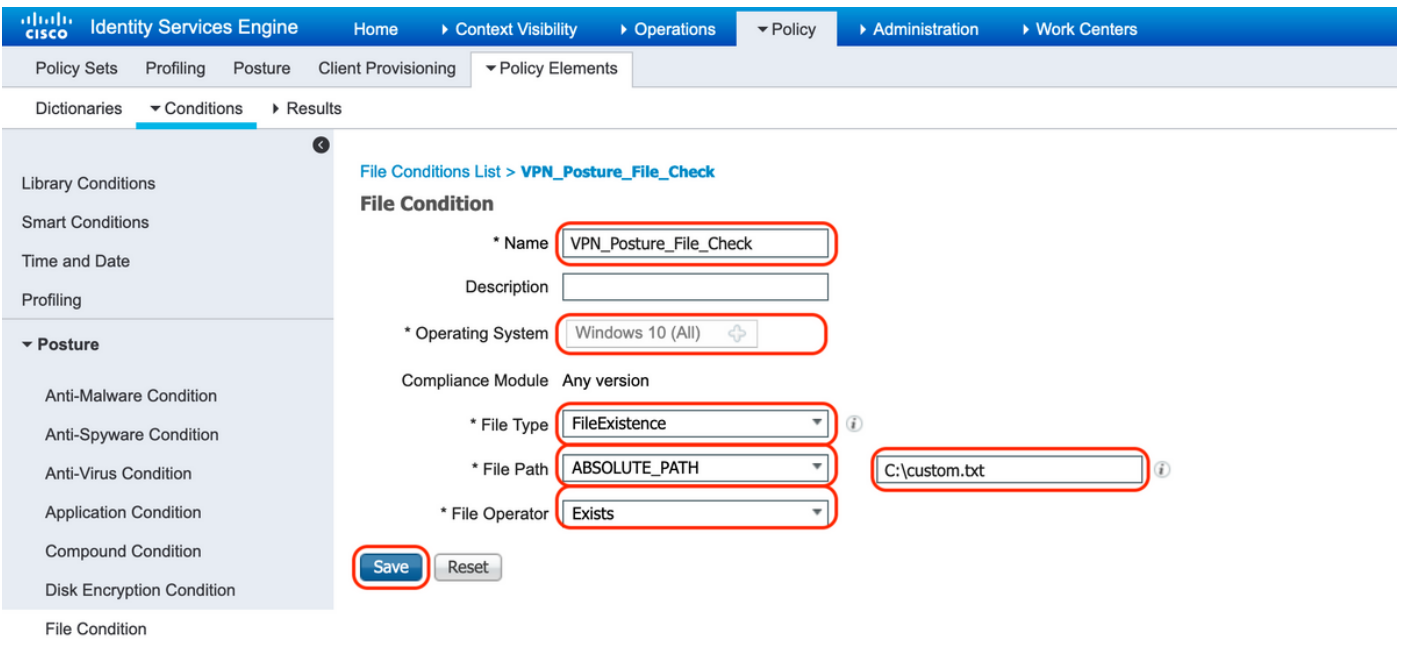 cisco Identity Services Engine Home Context Visibility Operations Policy Administration Work Centers
Policy Sets Profiling Posture Client Provisioning Policy Elements
Dictionaries Conditions Results
Library Conditions
Smart Conditions
Time and Date
Profiling
Posture
Anti-Malware Condition
Anti-Spyware Condition
Anti-Virus Condition
Application Condition
Compound Condition
Disk Encryption Condition
File Condition
File Conditions List > VPN_Posture_File_Check
File Condition
* Name VPN_Posture_File_Check
Description
* Operating System Windows 10 (All)
Compliance Module Any version
* File Type FileExistence
* File Path ABSOLUTE_PATH C:\custom.txt
* File Operator Exists
Save Reset